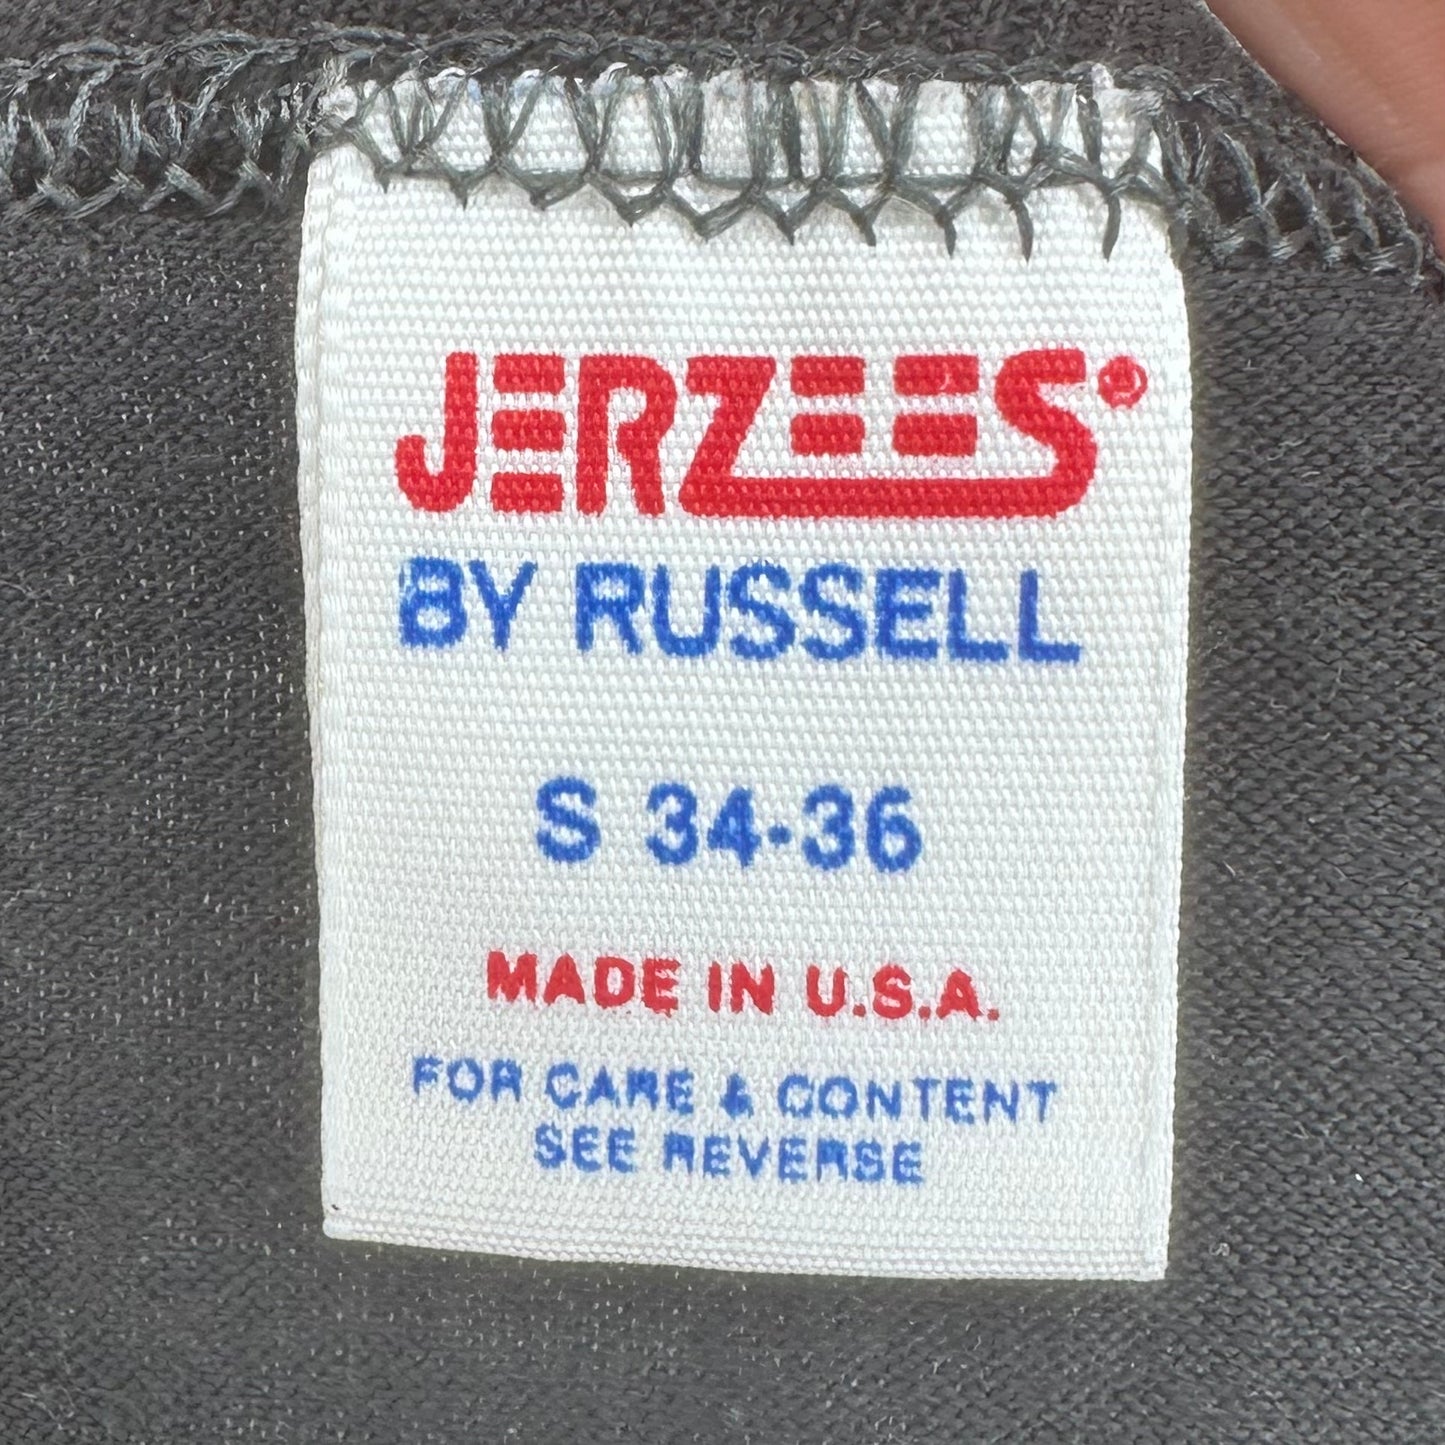 JERZEES®
BY RUSSELL
S 34-36
MADE IN U.S.A.
FOR CARE & CONTENT
SEE REVERSE